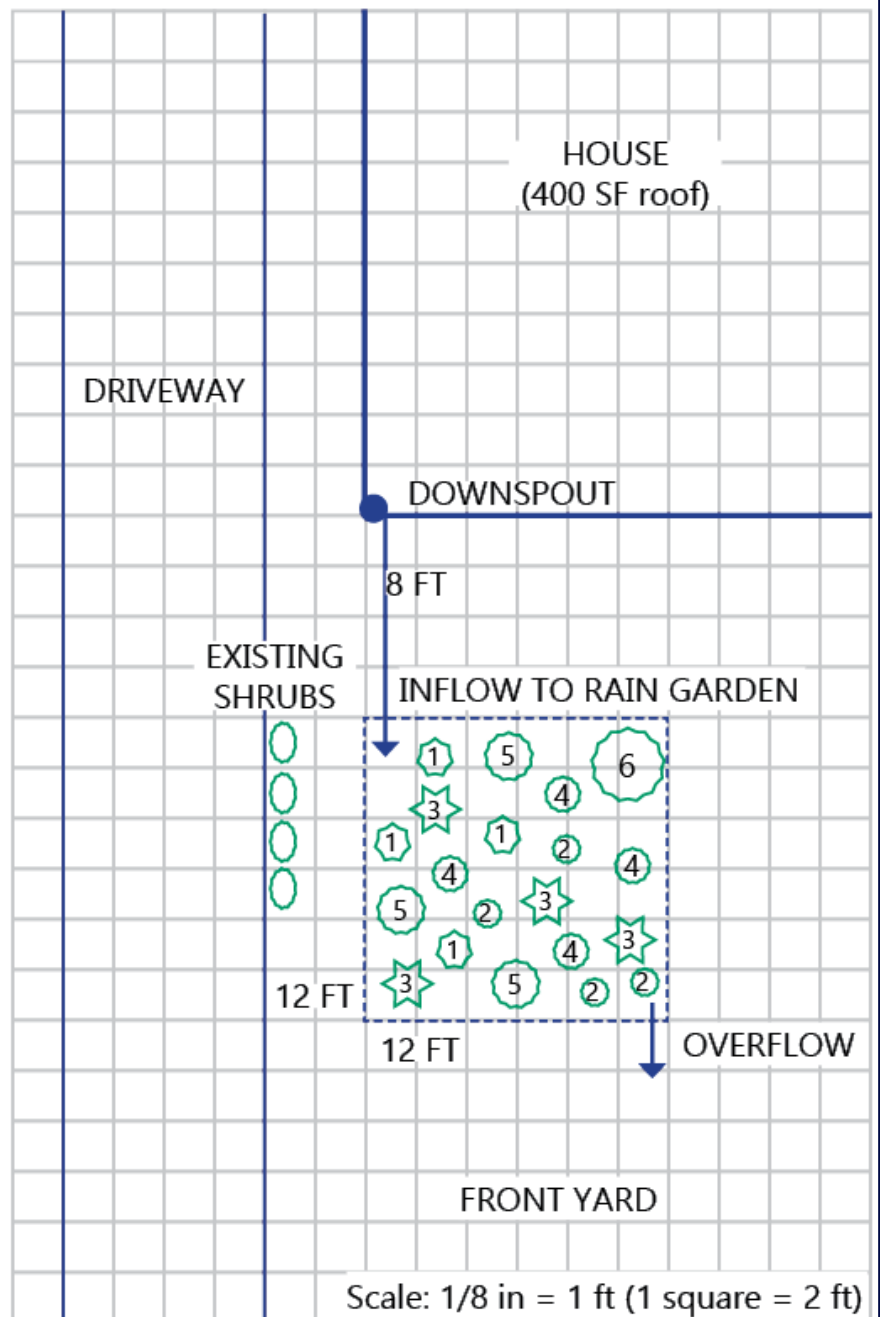 HOUSE
(400 SF roof)
DRIVEWAY
DOWNSPOUT
8 FT
EXISTING
SHRUBS
INFLOW TO RAIN GARDEN
1
5
6
4
3
1
1
2
4
4
5
2
3
1
4
3
3
5
2
2
12 FT
12 FT
OVERFLOW
FRONT YARD
Scale: 1/8 in = 1 ft (1 square = 2 ft)